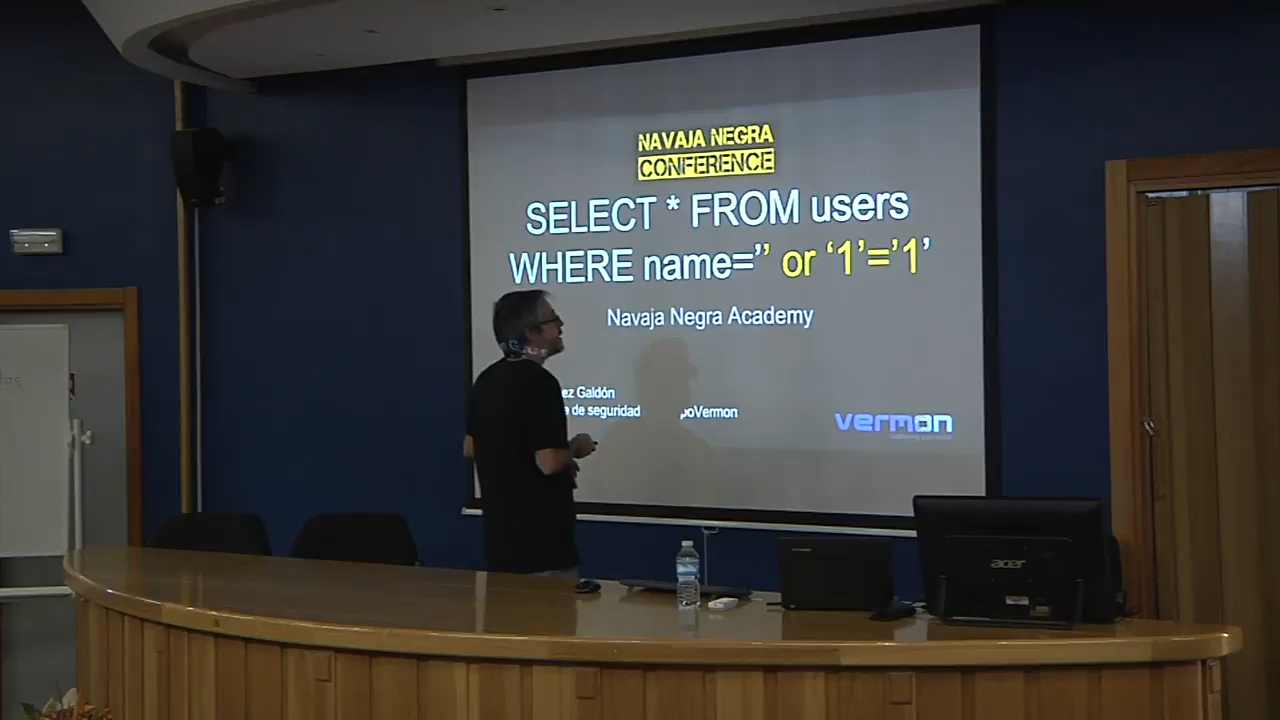 NAVAJA NEGRA
CONFERENCE
SELECT * FROM users
WHERE name='' or ‘1’=’1’
Navaja Negra Academy
ez Galdón
de seguridad
poVermon
vermon
acer